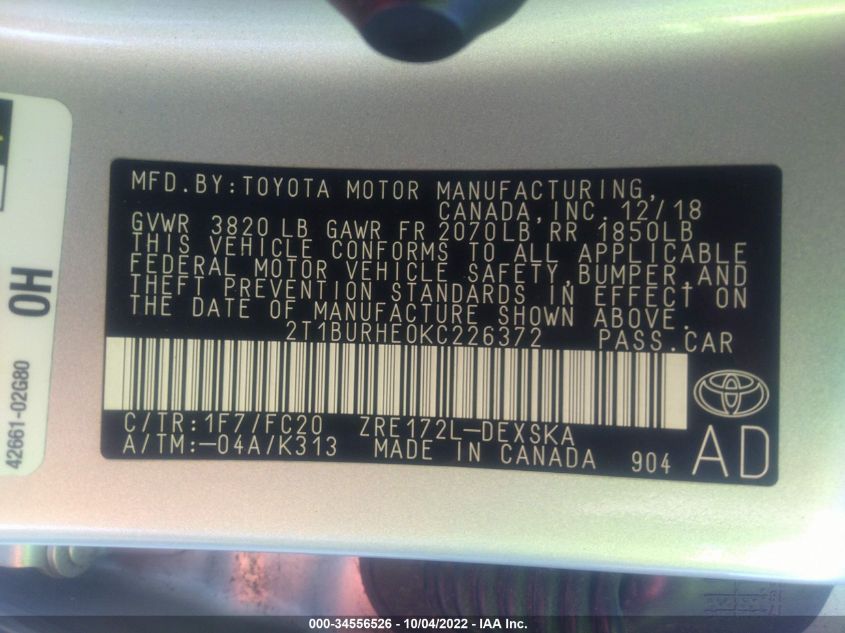 MFD.BY:TOYOTA MOTOR MANUFACTURING,
CANADA,INC. 12/18
GVWR 3820 LB GAWR FR 2070LB, RR 1850LB
THIS VEHICLE CONFORMS TO ALL APPLICABLE
FEDERAL MOTOR VEHICLE SAFETY,BUMPER,AND
THEFT PREVENTION STANDARDS IN EFFECT ON
THE DATE OF MANUFACTURE SHOWN ABOVE.
2T1BURHE0KC226372 PASS.CAR
C/TR:1F7/FC20 ZRE172L-DEXSKA
A/TM:-04A/K313 MADE IN CANADA 904 AD
OH
42661-02G80
000-34556526 - 10/04/2022 - IAA Inc.